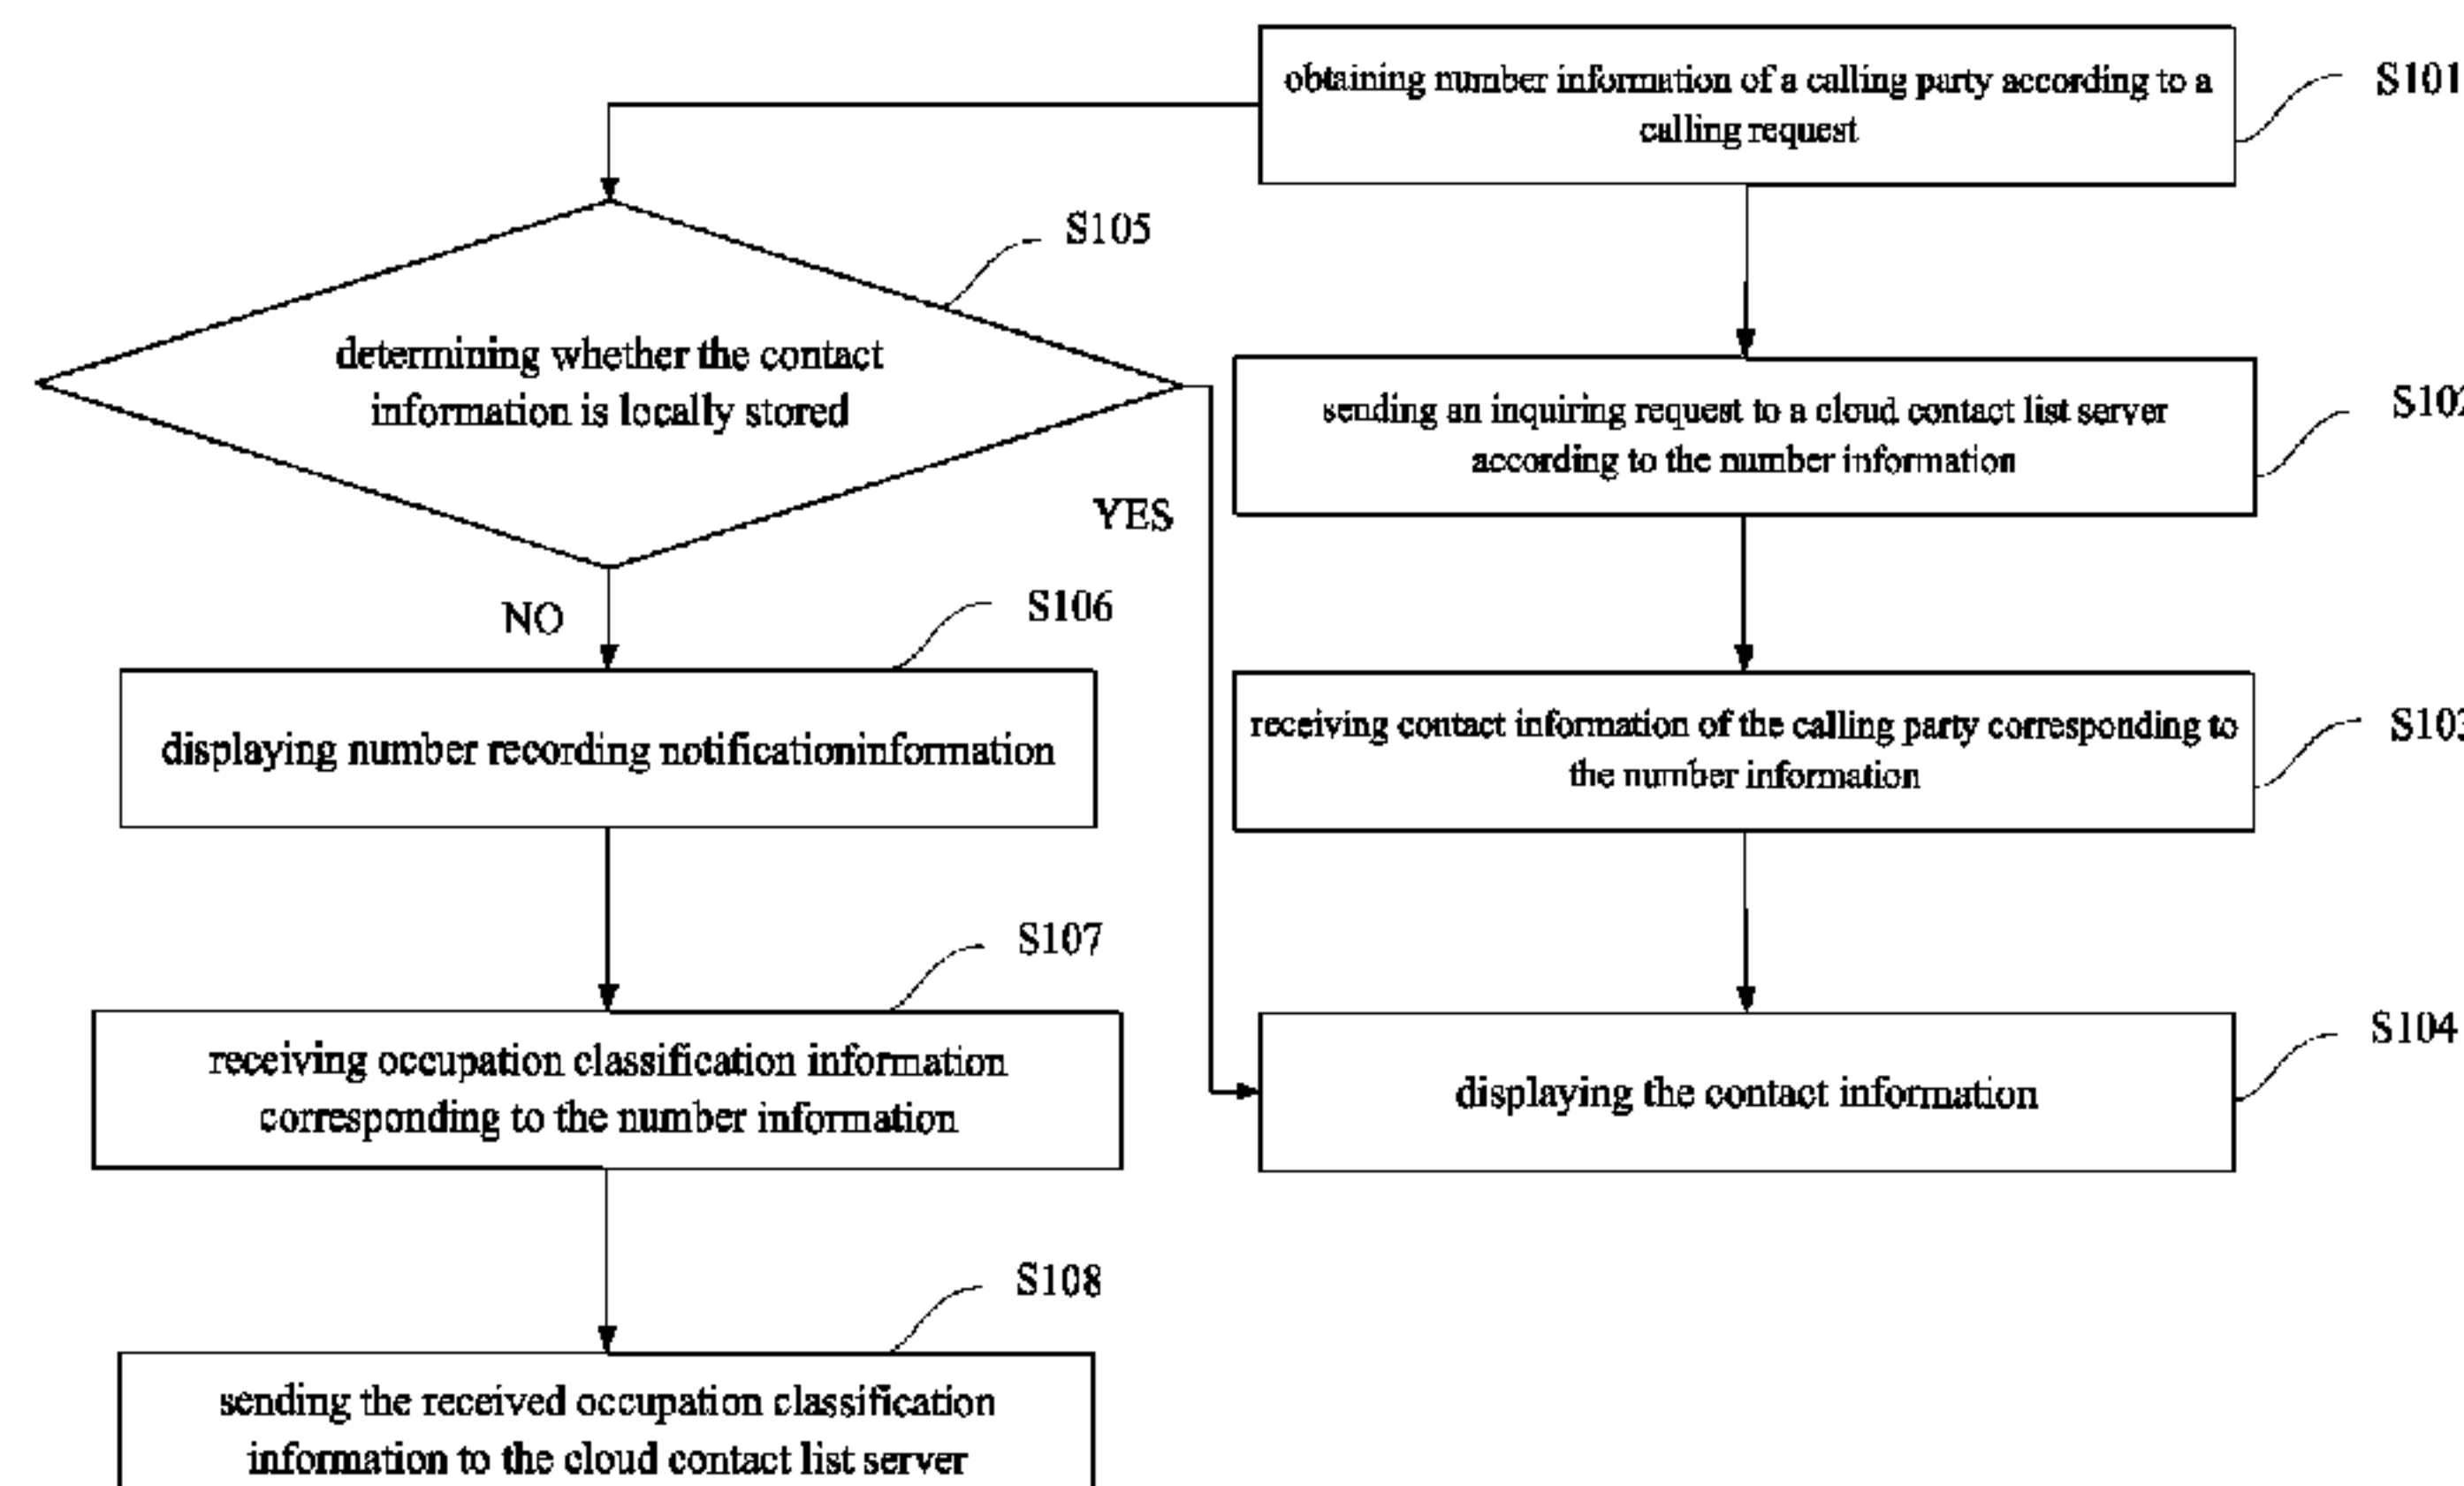 obtaining number information of a calling party according to a
calling request
S101
S105
determining whether the contact
information is locally stored
sending an inquiring request to a cloud contact list server
according to the number information
S102
YES
NO
S106
displaying number recording notificationinformation
receiving contact information of the calling party corresponding to
the number information
S103
S107
receiving occupation classification information
corresponding to the number information
displaying the contact information
S104
S108
sending the received occupation classification
information to the cloud contact list server